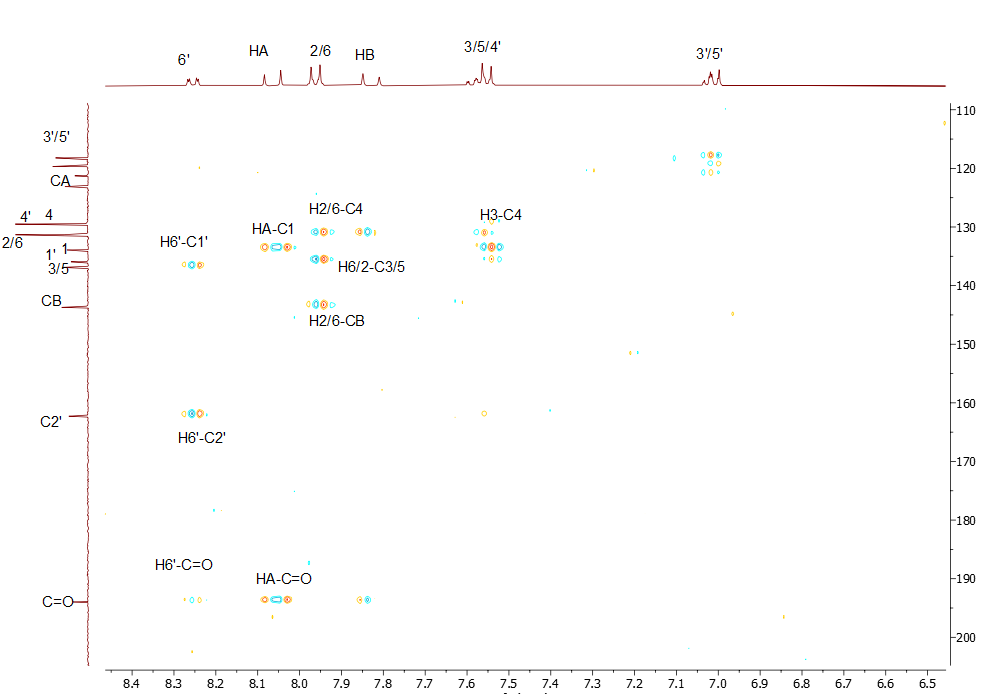 3/5/4'
HA
2/6
HB
3'/5'
6'
3'/5'
CA
4'
4
2/6
1
1'
3/5
CB
C2'
C=O
H2/6-C4
H3-C4
HA-C1
H6'-C1'
H6/2-C3/5
H2/6-CB
H6'-C2'
H6'-C=O
HA-C=O
110
120
130
140
150
160
170
180
190
200
8.4 8.3 8.2 8.1 8.0 7.9 7.8 7.7 7.6 7.5 7.4 7.3 7.2 7.1 7.0 6.9 6.8 6.7 6.6 6.5